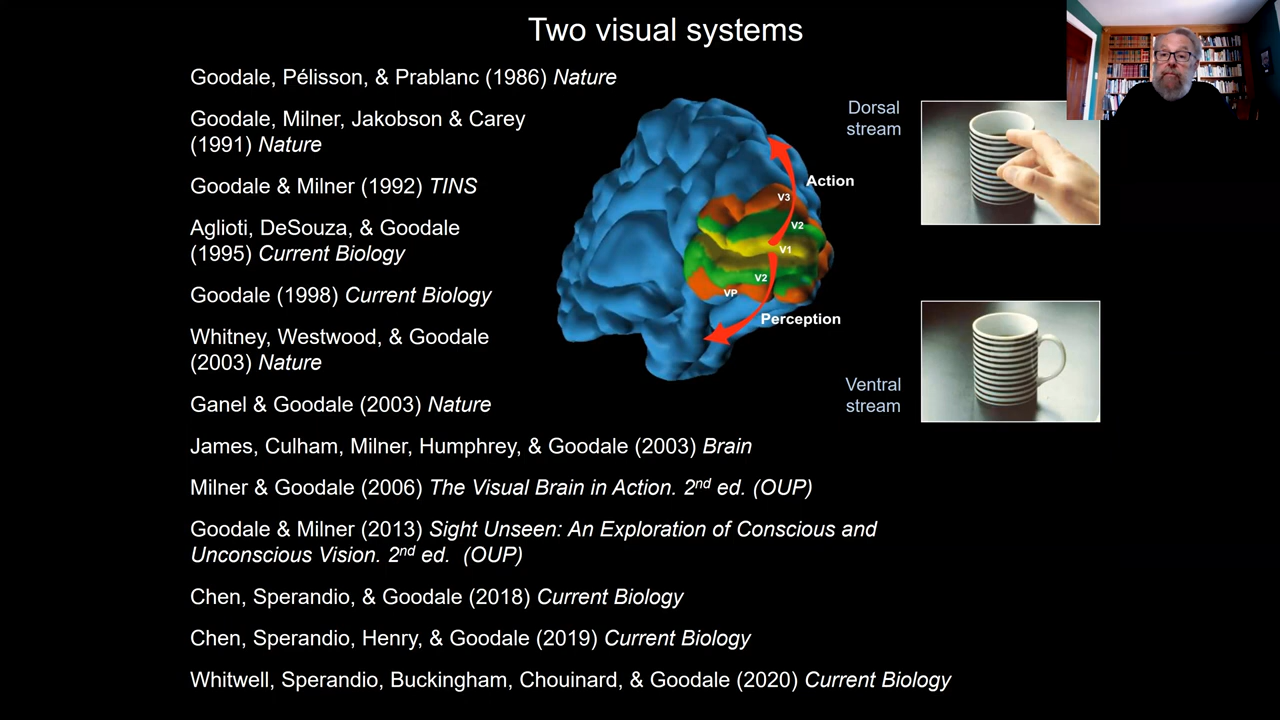 Two visual systems
Goodale, Pélisson, & Prablanc (1986) Nature
Goodale, Milner, Jakobson & Carey
(1991) Nature
Goodale & Milner (1992) TINS
Aglioti, DeSouza, & Goodale
(1995) Current Biology
Goodale (1998) Current Biology
Whitney, Westwood, & Goodale
(2003) Nature
Ganel & Goodale (2003) Nature
James, Culham, Milner, Humphrey, & Goodale (2003) Brain
Milner & Goodale (2006) The Visual Brain in Action. 2nd ed. (OUP)
Goodale & Milner (2013) Sight Unseen: An Exploration of Conscious and
Unconscious Vision. 2nd ed. (OUP)
Chen, Sperandio, & Goodale (2018) Current Biology
Chen, Sperandio, Henry, & Goodale (2019) Current Biology
Whitwell, Sperandio, Buckingham, Chouinard, & Goodale (2020) Current Biology
Dorsal
stream
Action
V3
V2
V1
V2
VP
Perception
Ventral
stream